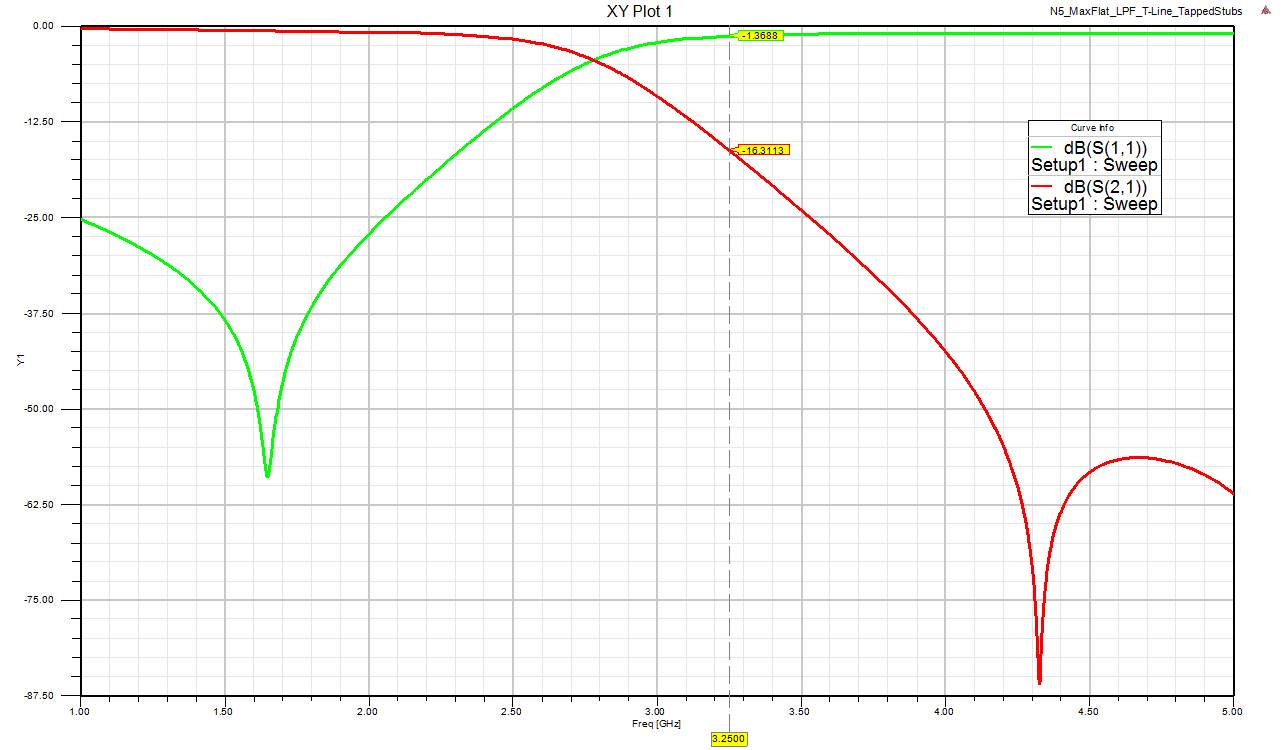 XY Plot 1
N5_MaxFlat_LPF_T-Line_TappedStubs
0.00
-12.50
-25.00
-37.50
-50.00
-62.50
-75.00
-87.50
Y1
-1.3688
-16.3113
Curve Info
dB(S(1,1))
Setup1 : Sweep
dB(S(2,1))
Setup1 : Sweep
1.00 1.50 2.00 2.50 3.00 3.50 4.00 4.50 5.00
Freq [GHz]
3.2500